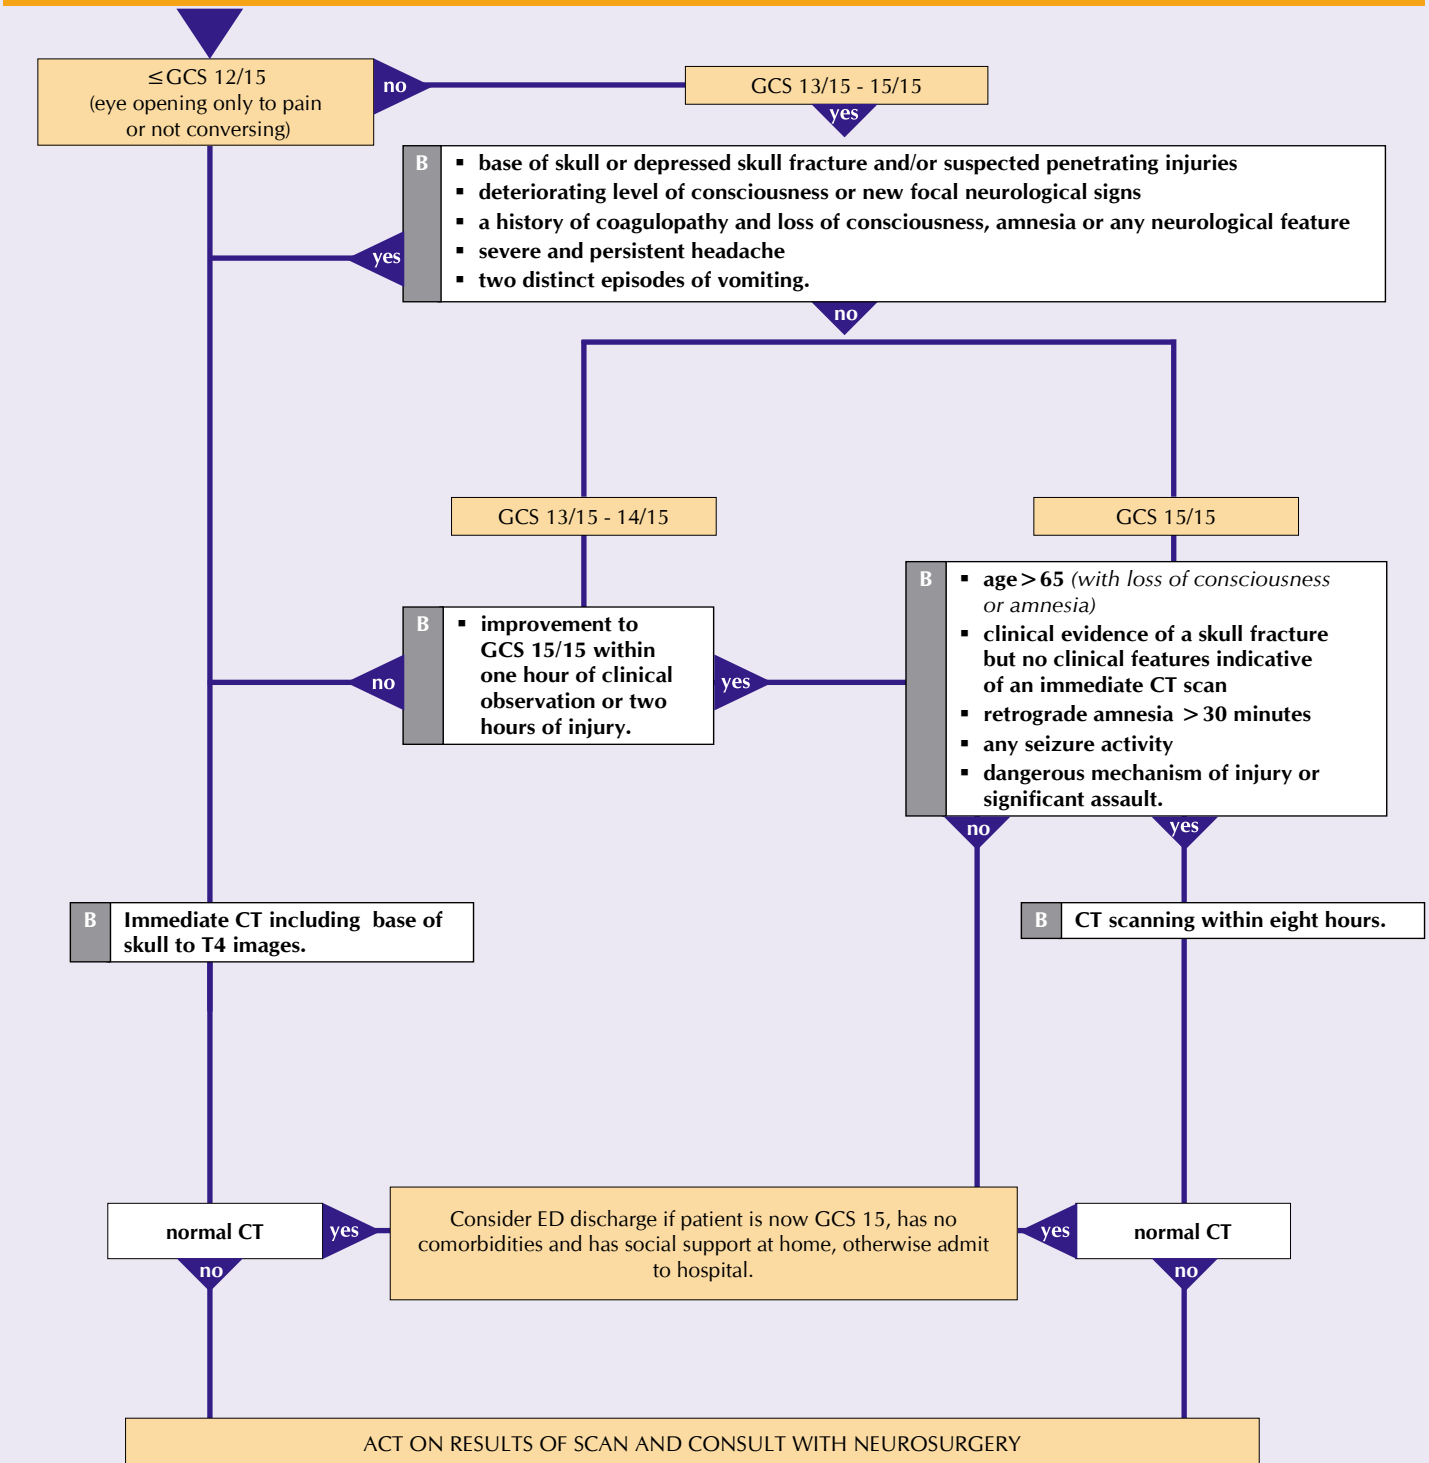 ≤GCS 12/15
(eye opening only to pain
or not conversing)
no
GCS 13/15 - 15/15
yes
B
▪ base of skull or depressed skull fracture and/or suspected penetrating injuries
▪ deteriorating level of consciousness or new focal neurological signs
▪ a history of coagulopathy and loss of consciousness, amnesia or any neurological feature
▪ severe and persistent headache
▪ two distinct episodes of vomiting.
yes
no
GCS 13/15 - 14/15
GCS 15/15
B
▪ improvement to
GCS 15/15 within
one hour of clinical
observation or two
hours of injury.
no
yes
B
▪ age>65 (with loss of consciousness
or amnesia)
▪ clinical evidence of a skull fracture
but no clinical features indicative
of an immediate CT scan
▪ retrograde amnesia >30 minutes
▪ any seizure activity
▪ dangerous mechanism of injury or
significant assault.
no
yes
B
Immediate CT including base of
skull to T4 images.
B
CT scanning within eight hours.
normal CT
yes
no
Consider ED discharge if patient is now GCS 15, has no
comorbidities and has social support at home, otherwise admit
to hospital.
yes
normal CT
no
ACT ON RESULTS OF SCAN AND CONSULT WITH NEUROSURGERY